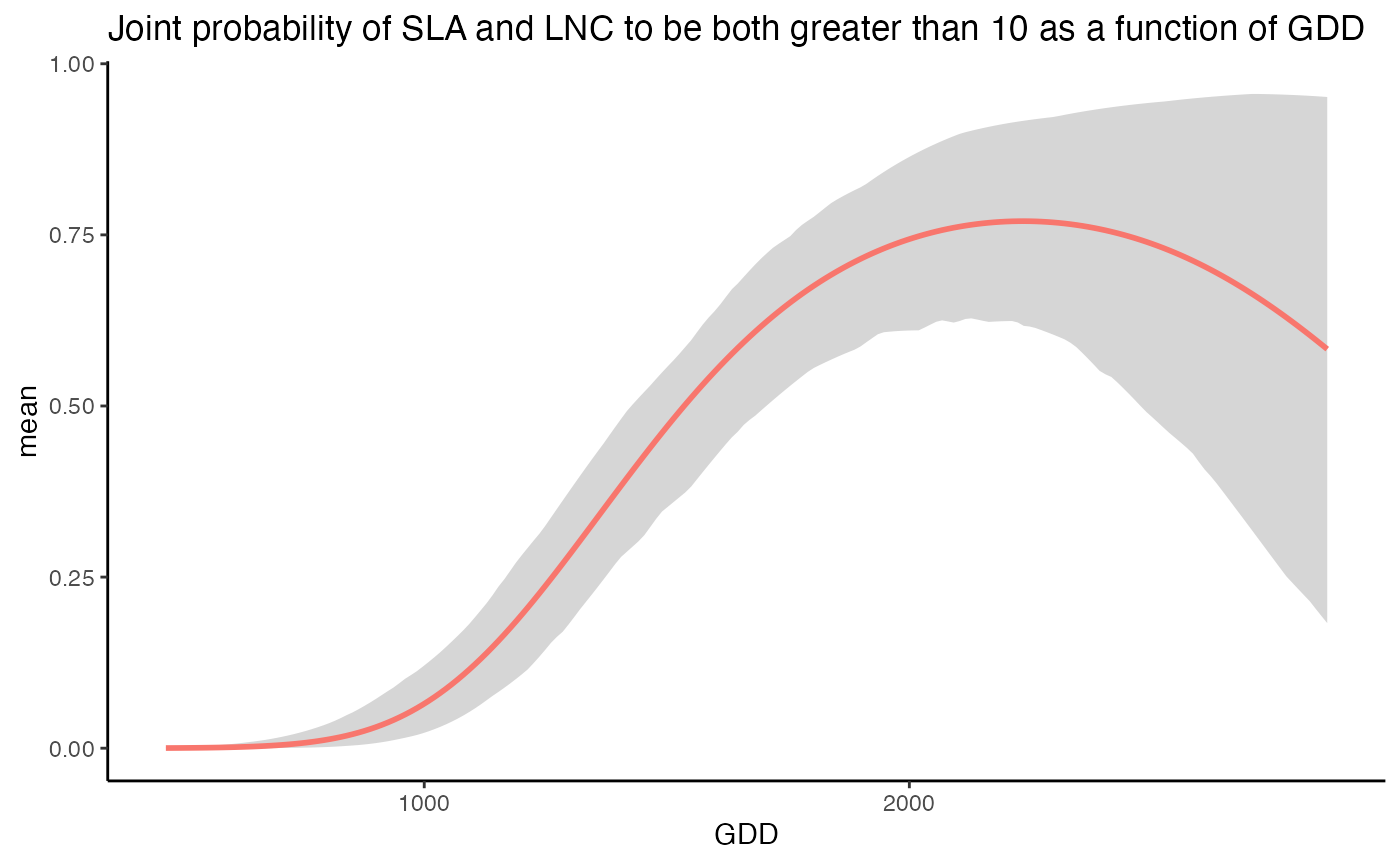 Joint probability of SLA and LNC to be both greater than 10 as a function of GDD
1.00
0.75
0.50
0.25
0.00
mean
1000
2000
GDD